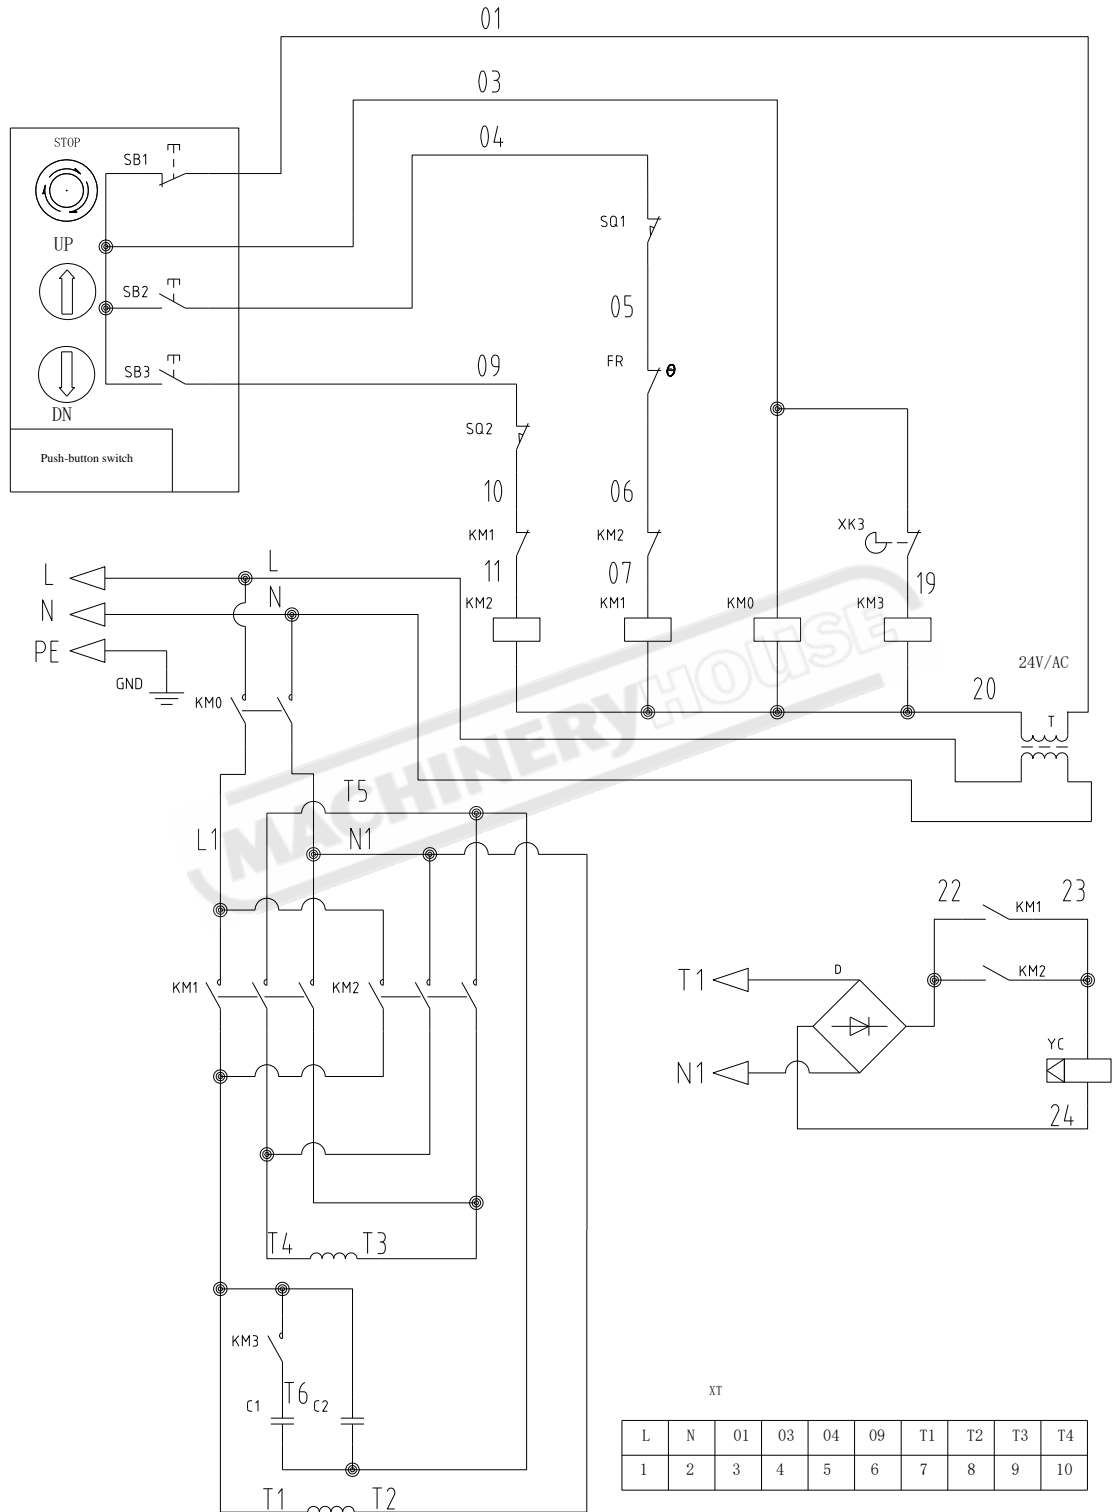 01
03
STOP
04
SB1
SQ1
UP
SB2
05
FR θ
SB3
09
DN
SQ2
Push-button switch
10
06
XK3
KM1
KM2
L
L
11
07
19
N
N
KM2
KM1
KM0
KM3
PE
24V/AC
GND
20
KM0
T
MACHINERYHOUSE
T5
L1
N1
22
23
KM1
T1
D
KM2
KM1
KM2
YC
N1
24
T4
T3
KM3
T6
C1
C2
XT
L N 01 03 04 09 T1 T2 T3 T4
1 2 3 4 5 6 7 8 9 10
T1
T2